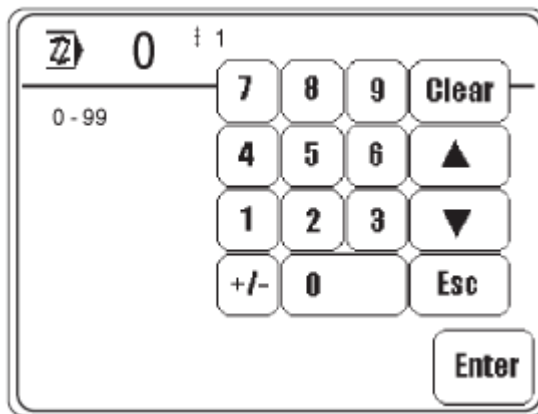 0 1
7 8 9 Clear
0 - 99
4 5 6 ▲
1 2 3 ▼
+/- 0 Esc
Enter